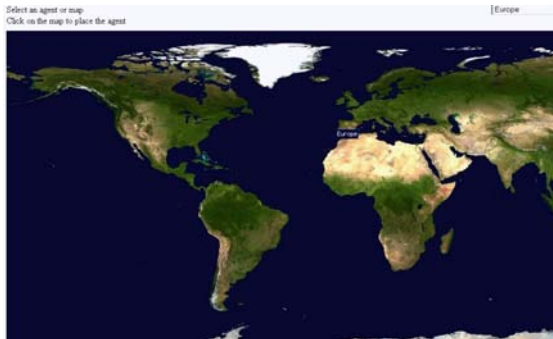 Select an agent or map
Europe
Click on the map to place the agent
Europe